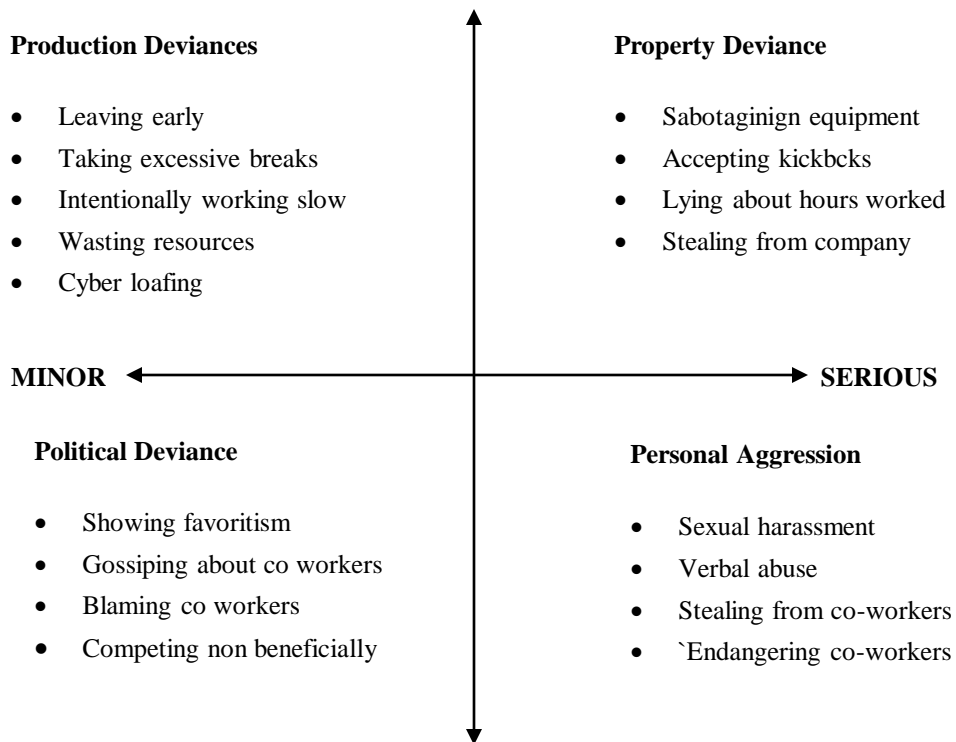 Production Deviances
• Leaving early
• Taking excessive breaks
• Intentionally working slow
• Wasting resources
• Cyber loafing
Property Deviance
• Sabotaginign equipment
• Accepting kickbcks
• Lying about hours worked
• Stealing from company
MINOR
SERIOUS
Political Deviance
• Showing favoritism
• Gossiping about co workers
• Blaming co workers
• Competing non beneficially
Personal Aggression
• Sexual harassment
• Verbal abuse
• Stealing from co-workers
• `Endangering co-workers